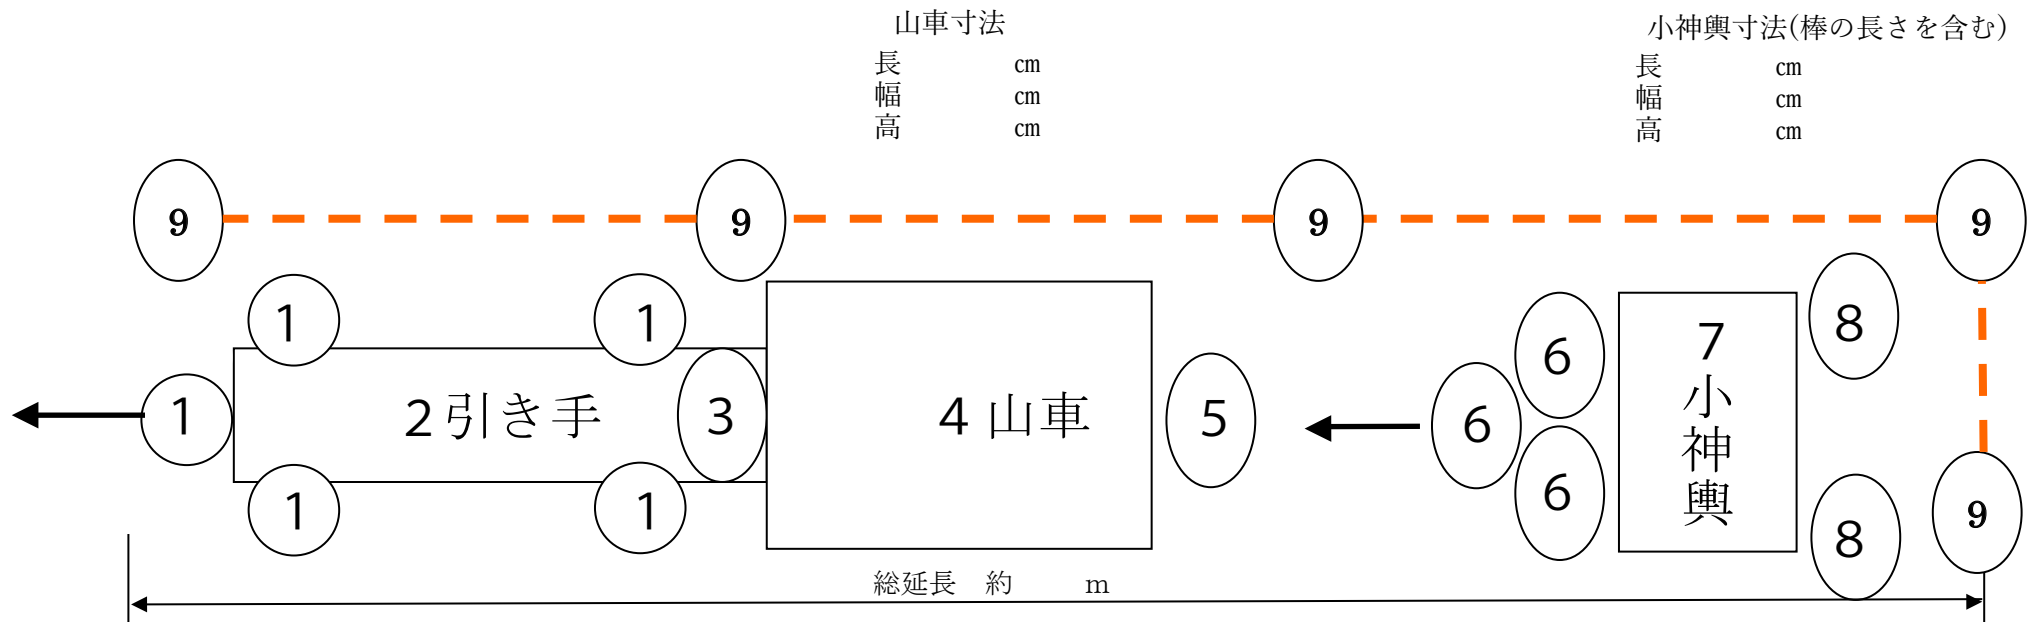 山車寸法
長 ㎝
幅 ㎝
高 ㎝
小神輿寸法(棒の長さを含む)
長 ㎝
幅 ㎝
高 ㎝
9
9
9
9
1
1
1
2引き手
3
1
1
4山車
5
6
6
6
7
小
神
輿
8
8
9
総延長 約 m